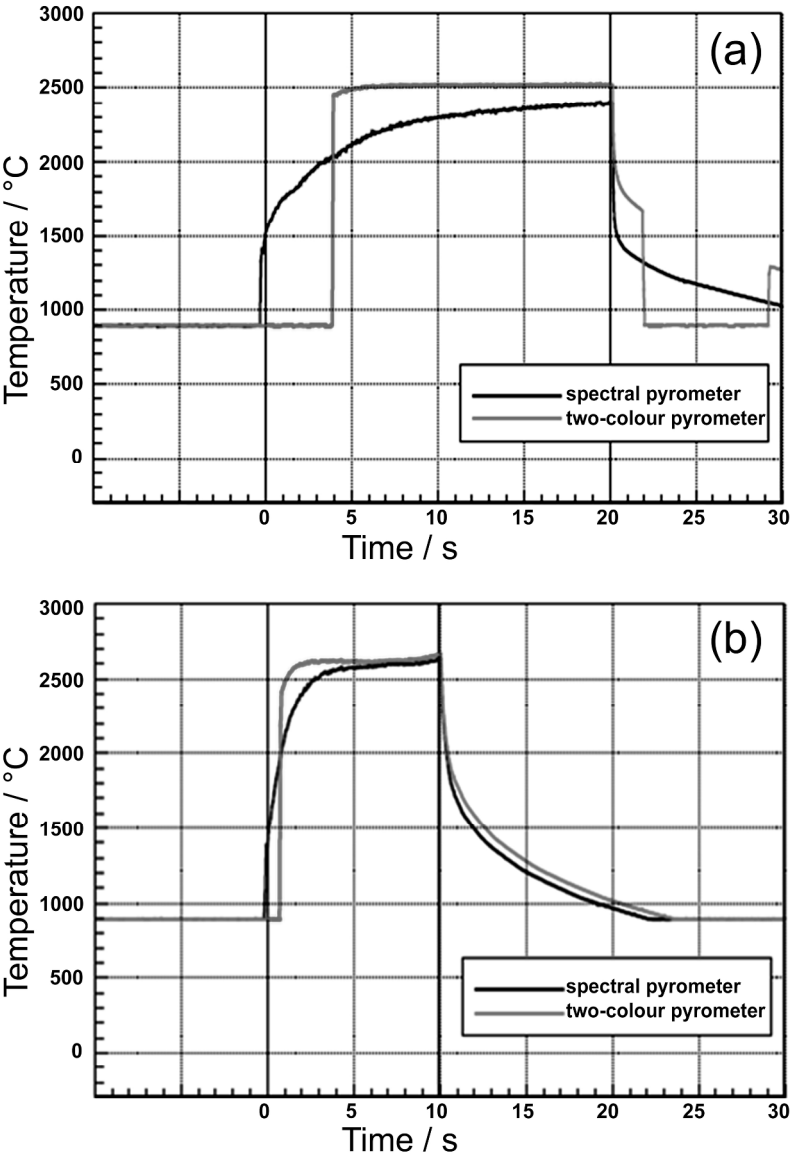 (a)
3000
2500
2000
1500
1000
500
0
Temperature / °C
spectral pyrometer
two-colour pyrometer
0 5 10 15 20 25 30
Time / s
(b)
3000
2500
2000
1500
1000
500
0
Temperature / °C
spectral pyrometer
two-colour pyrometer
0 5 10 15 20 25 30
Time / s